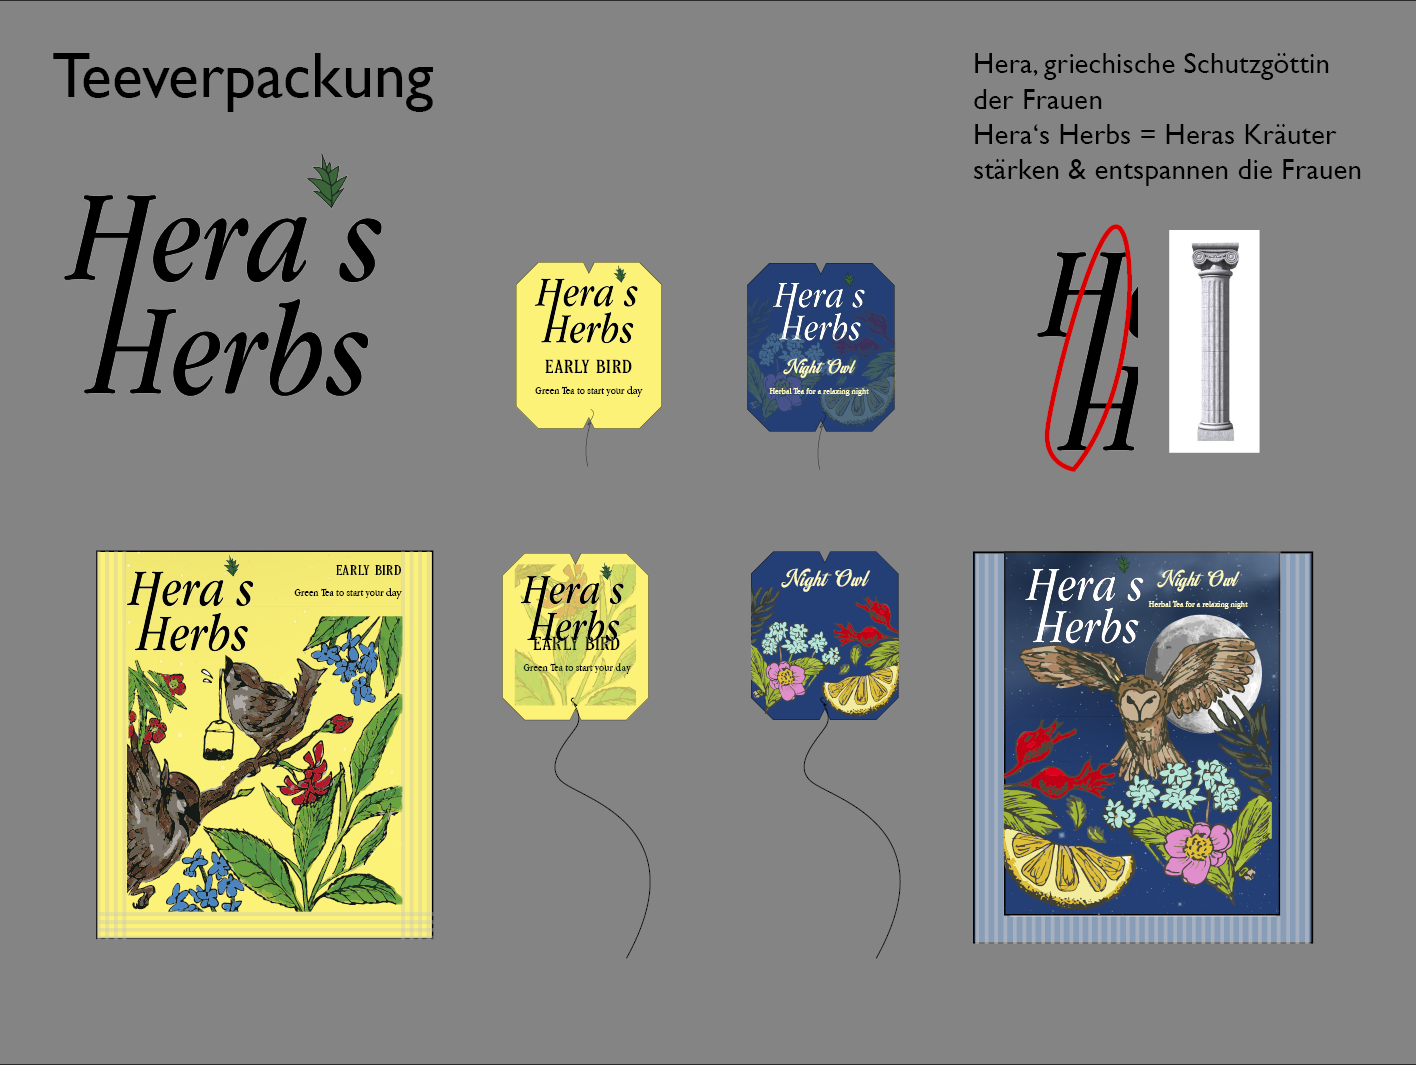 Teeverpackung
Hera, griechische Schutzgöttin
der Frauen
Hera‘s Herbs = Heras Kräuter
stärken & entspannen die Frauen
Hera's
Herbs
Hera's
Herbs
EARLY BIRD
Green Tea to start your day
Hera's
Herbs
Night Owl
Herbal Tea for a relaxing night
H
H
Hera's
Herbs
EARLY BIRD
Green Tea to start your day
Hera's
Herbs
EARLY BIRD
Green Tea to start your day
Night Owl
Hera's
Herbs
Night Owl
Herbal Tea for a relaxing night